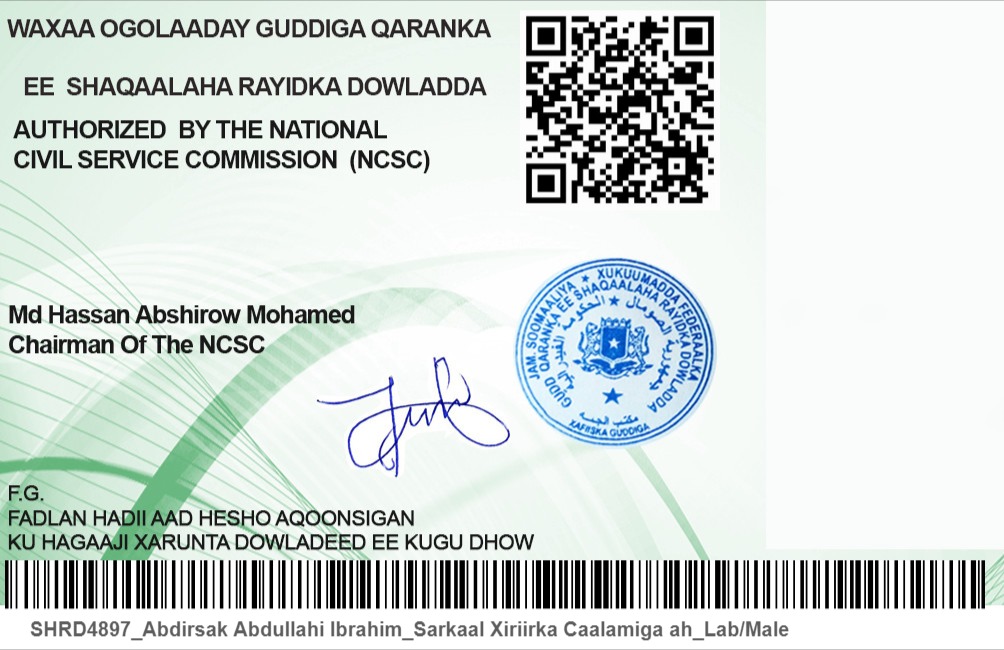 WAXAA OGOLAADAY GUDDIGA QARANKA
EE SHAQAALAHA RAYIDKA DOWLADDA
AUTHORIZED BY THE NATIONAL
CIVIL SERVICE COMMISSION (NCSC)
Md Hassan Abshirow Mohamed
Chairman Of The NCSC
JAM. SOOMAALIYA ★ XUKUUMADDA FEDERAALKA
GUDD QARANKA EE SHAQAALAHA RAYIDKA DOWLADDA
XAFIISKA GUDDIGA
F.G.
FADLAN HADII AAD HESHO AQOONSIGAN
KU HAGAAJI XARUNTA DOWLADEED EE KUGU DHOW
SHRD4897_Abdirsak Abdullahi Ibrahim_Sarkaal Xiriirka Caalamiga ah_Lab/Male